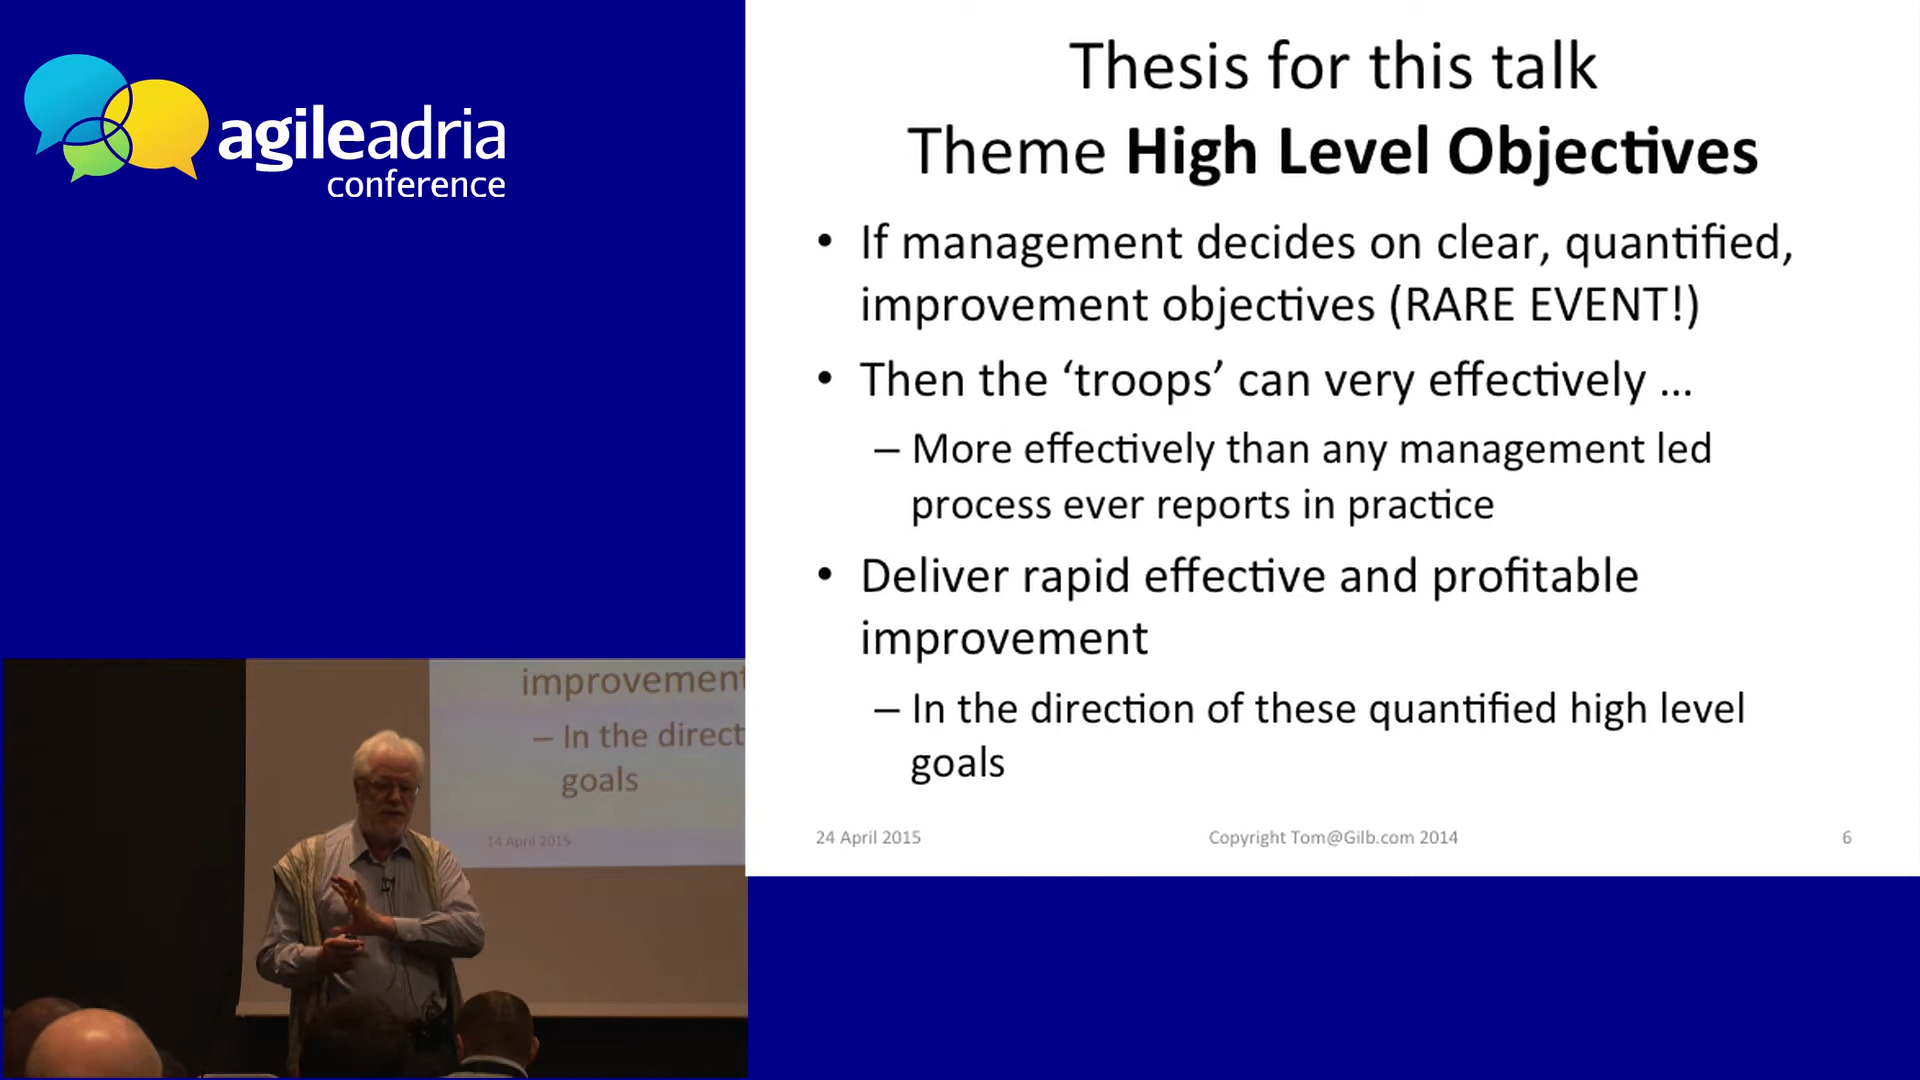 agileadria
conference
Thesis for this talk
Theme High Level Objectives
• If management decides on clear, quantified,
improvement objectives (RARE EVENT!)
• Then the ‘troops’ can very effectively ...
– More effectively than any management led
process ever reports in practice
• Deliver rapid effective and profitable
improvement
– In the direction of these quantified high level
goals
24 April 2015
Copyright Tom@Gilb.com 2014
6
improvement
– In the direct
goals
14 April 2015